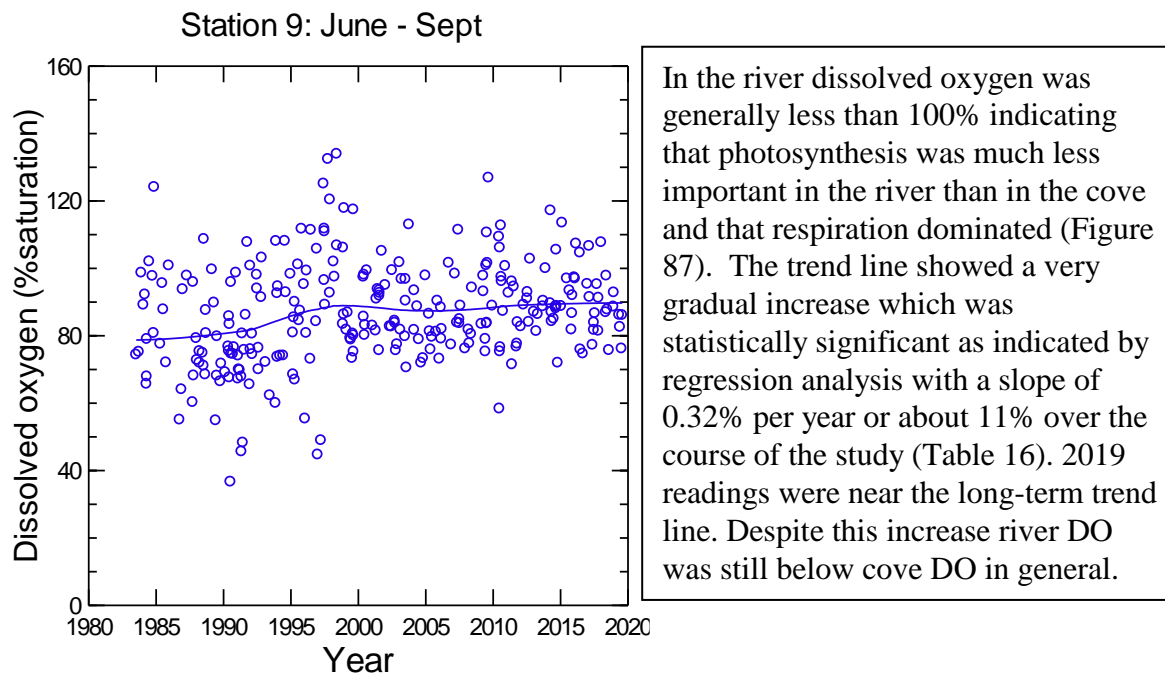 Station 9: June - Sept
160
120
80
40
0
Dissolved oxygen (%saturation)
1980 1985 1990 1995 2000 2005 2010 2015 2020
Year
In the river dissolved oxygen was
generally less than 100% indicating
that photosynthesis was much less
important in the river than in the cove
and that respiration dominated (Figure
87).  The trend line showed a very
gradual increase which was
statistically significant as indicated by
regression analysis with a slope of
0.32% per year or about 11% over the
course of the study (Table 16). 2019
readings were near the long-term trend
line. Despite this increase river DO
was still below cove DO in general.